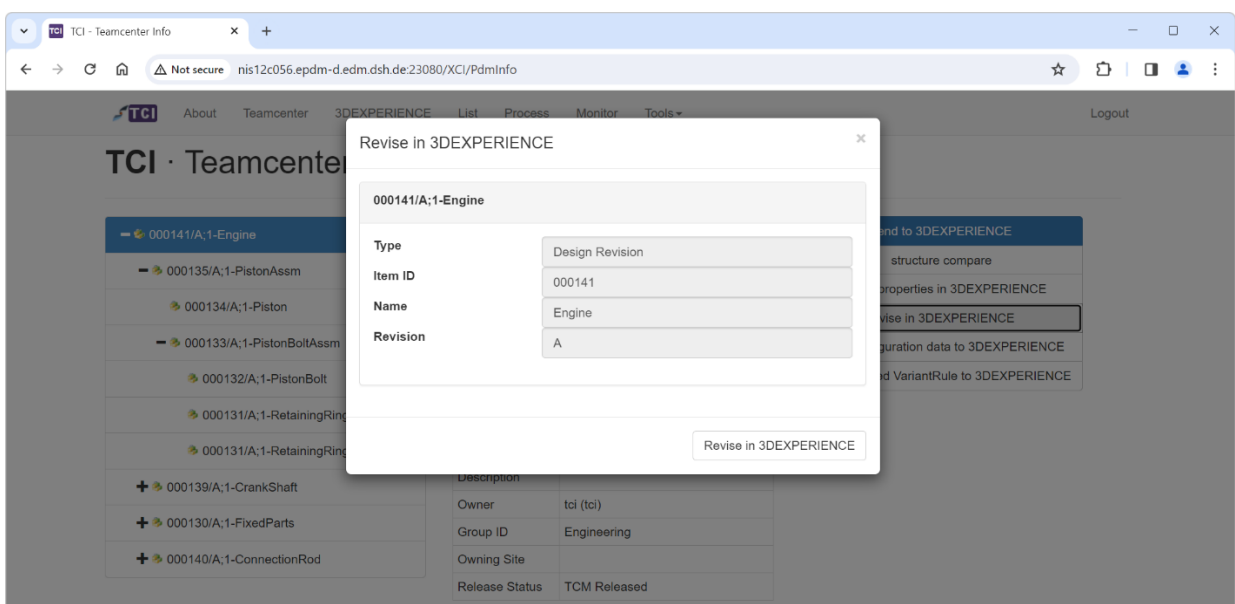 TCI TCI - Teamcenter Info
Not secure nis12c056.epdm-d.edm.dsh.de:23080/XCI/PdmInfo
TCI About Teamcenter 3DEXPERIENCE List Process Monitor Tools Logout
TCI · Teamcenter
000141/A;1-Engine
000135/A;1-PistonAssm
000134/A;1-Piston
000133/A;1-PistonBoltAssm
000132/A;1-PistonBolt
000131/A;1-RetainingRing
000131/A;1-RetainingRing
000139/A;1-CrankShaft
000130/A;1-FixedParts
000140/A;1-ConnectionRod
Revise in 3DEXPERIENCE ×
000141/A;1-Engine
Type Design Revision
Item ID 000141
Name Engine
Revision A
Revise in 3DEXPERIENCE
Description
Owner tci (tci)
Group ID Engineering
Owning Site
Release Status TCM Released
to 3DEXPERIENCE
structure compare
properties in 3DEXPERIENCE
in 3DEXPERIENCE
data to 3DEXPERIENCE
VariantRule to 3DEXPERIENCE